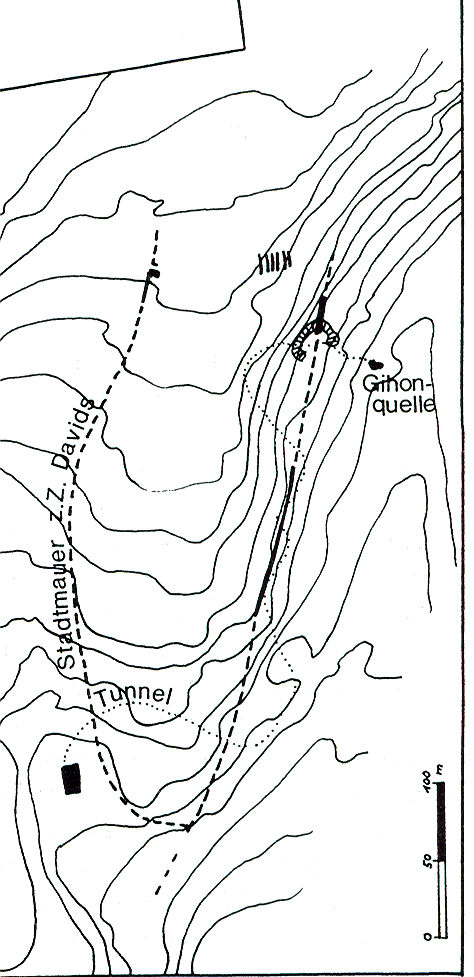 Gihon-
quelle
Stadtmauer z.Z. Davids
Tunnel
100 m
50
0